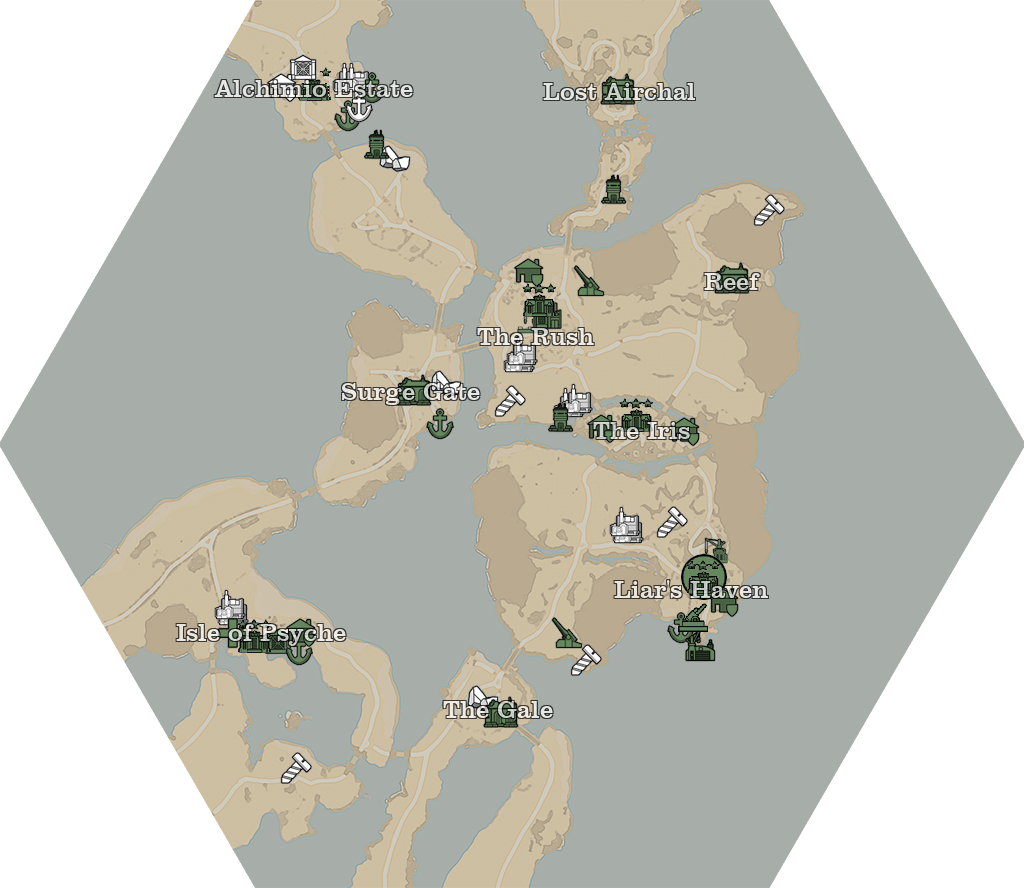 Alchimio Estate
Lost Airchal
Reef
The Rush
Surge Gate
The Iris
Liar's Haven
Isle of Psyche
The Gale